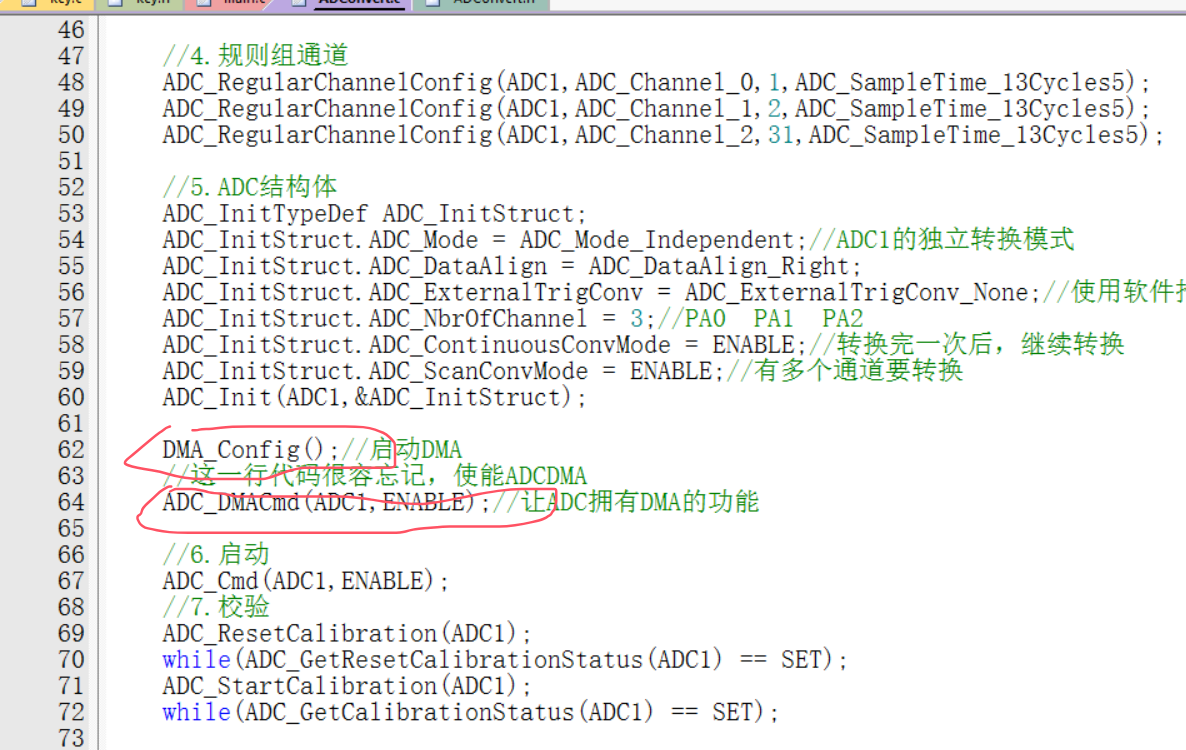 key.c key.h main.c ADConvert.c ADConvert.h
46
47 //4.规则组通道
48 ADC_RegularChannelConfig(ADC1,ADC_Channel_0,1,ADC_SampleTime_13Cycles5);
49 ADC_RegularChannelConfig(ADC1,ADC_Channel_1,2,ADC_SampleTime_13Cycles5);
50 ADC_RegularChannelConfig(ADC1,ADC_Channel_2,31,ADC_SampleTime_13Cycles5);
51
52 //5.ADC结构体
53 ADC_InitTypeDef ADC_InitStruct;
54 ADC_InitStruct.ADC_Mode = ADC_Mode_Independent;//ADC1的独立转换模式
55 ADC_InitStruct.ADC_DataAlign = ADC_DataAlign_Right;
56 ADC_InitStruct.ADC_ExternalTrigConv = ADC_ExternalTrigConv_None;//使用软件
57 ADC_InitStruct.ADC_NbrOfChannel = 3;//PA0 PA1 PA2
58 ADC_InitStruct.ADC_ContinuousConvMode = ENABLE;//转换完一次后，继续转换
59 ADC_InitStruct.ADC_ScanConvMode = ENABLE;//有多个通道要转换
60 ADC_Init(ADC1,&ADC_InitStruct);
61
62 DMA_Config();//启动DMA
63 //这一行代码很容忘记，使能ADCDMA
64 ADC_DMACmd(ADC1,ENABLE);//让ADC拥有DMA的功能
65
66 //6.启动
67 ADC_Cmd(ADC1,ENABLE);
68 //7.校验
69 ADC_ResetCalibration(ADC1);
70 while(ADC_GetResetCalibrationStatus(ADC1) == SET);
71 ADC_StartCalibration(ADC1);
72 while(ADC_GetCalibrationStatus(ADC1) == SET);
73